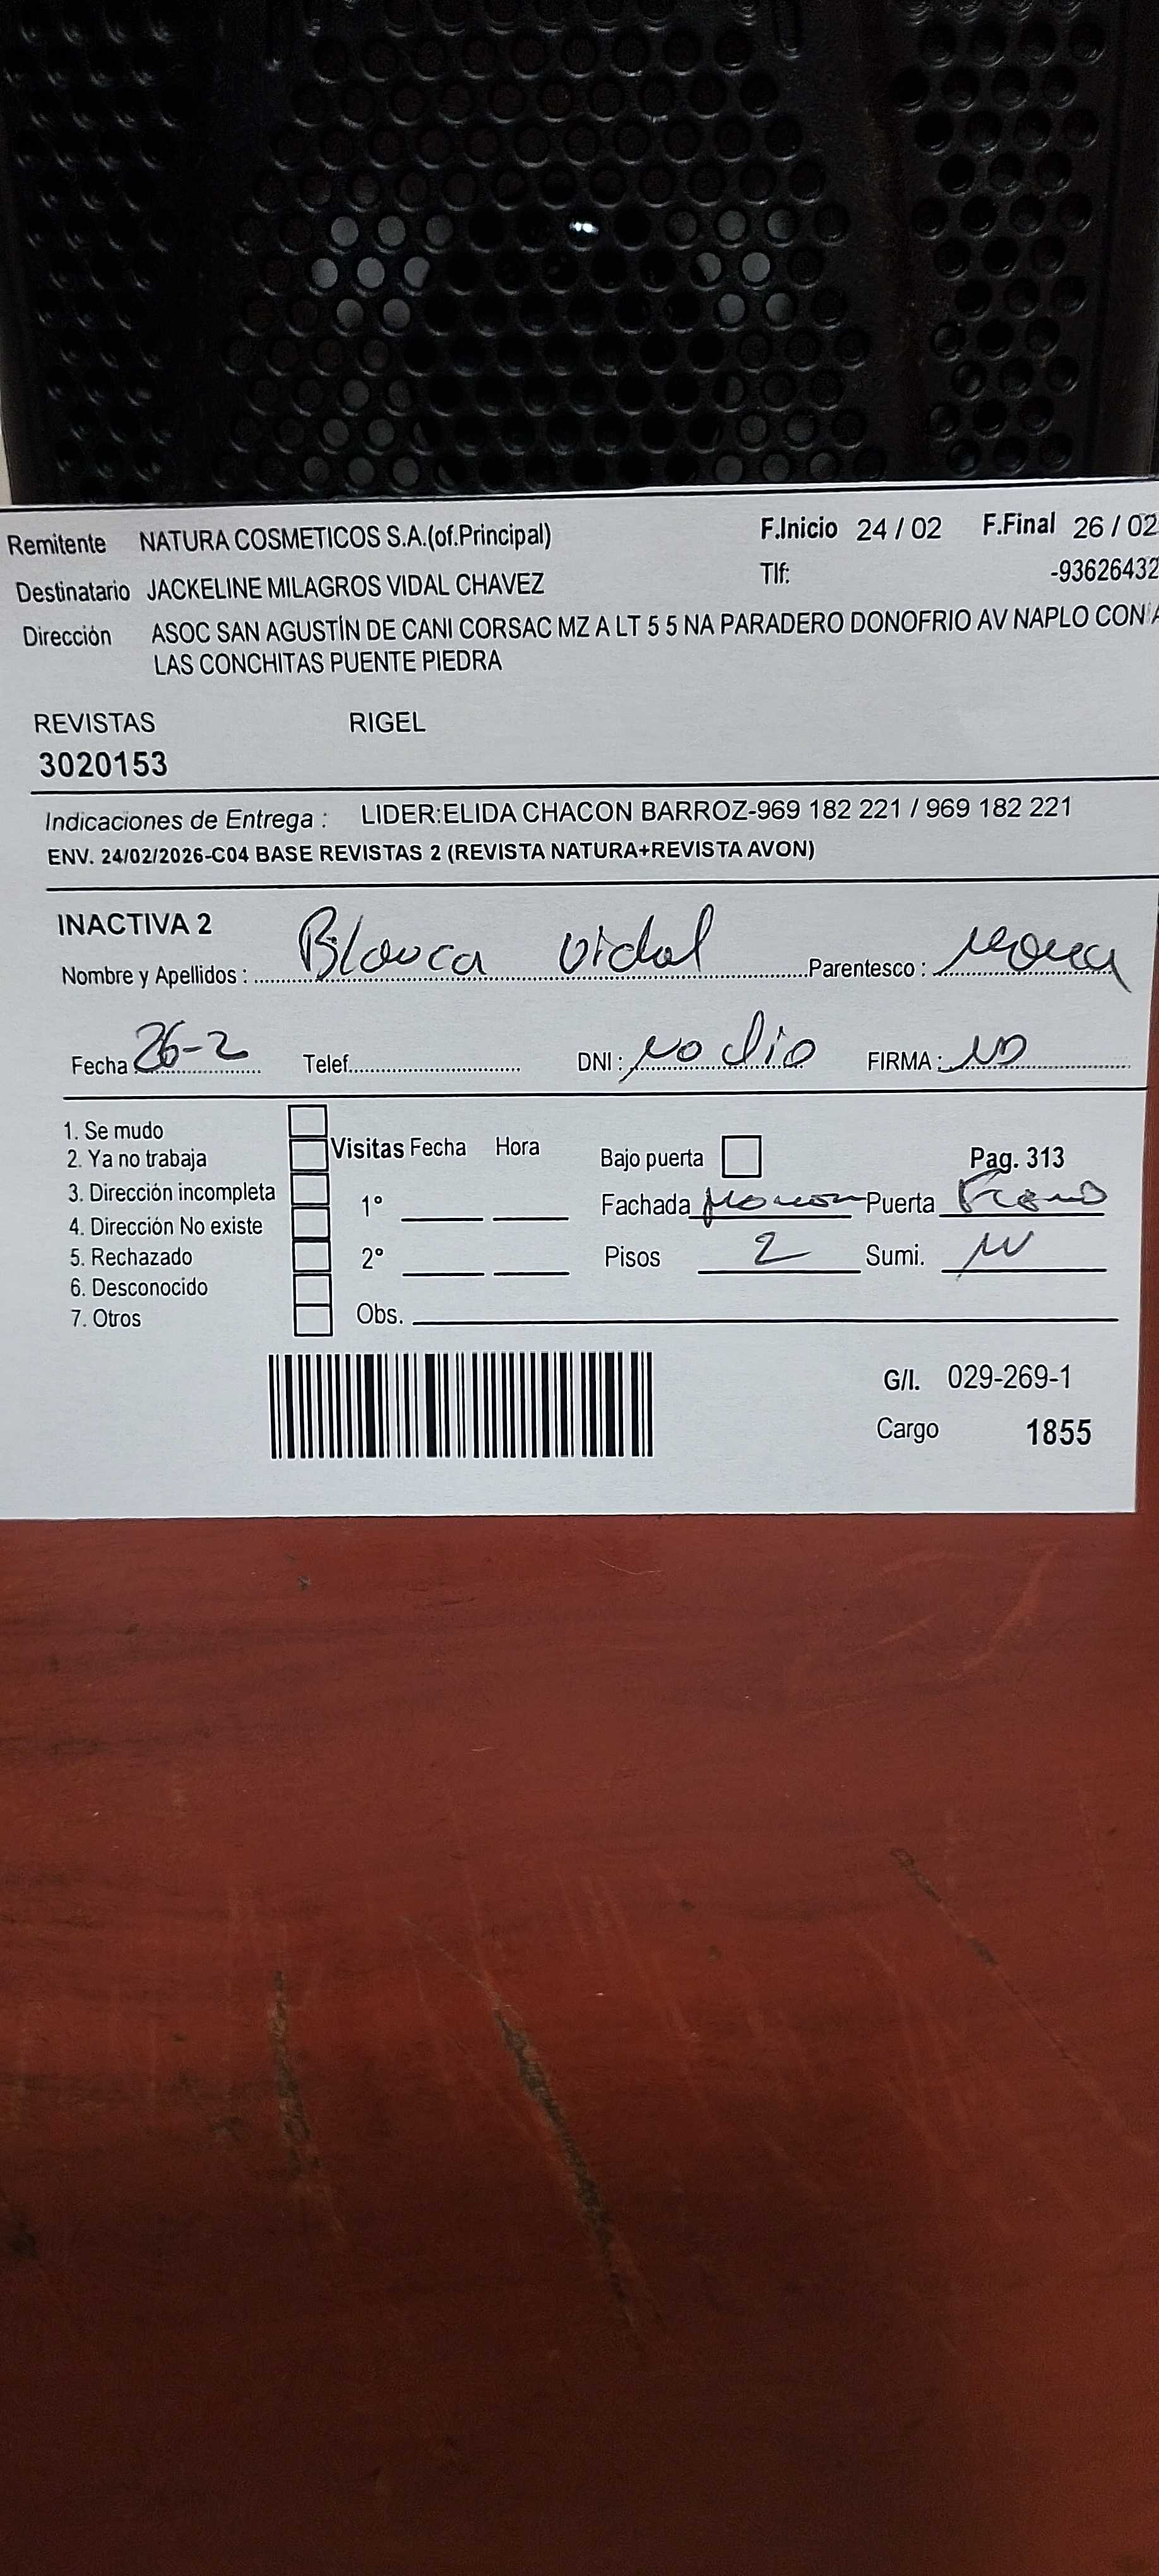 Remitente NATURA COSMETICOS S.A.(of.Principal) F.Inicio 24 / 02 F.Final 26 / 02
Destinatario JACKELINE MILAGROS VIDAL CHAVEZ Tlf: -93626432
Dirección ASOC SAN AGUSTÍN DE CANI CORSAC MZ A LT 5 5 NA PARADERO DONOFRIO AV NAPLO CON
LAS CONCHITAS PUENTE PIEDRA
REVISTAS RIGEL
3020153
Indicaciones de Entrega : LIDER:ELIDA CHACON BARROZ-969 182 221 / 969 182 221
ENV. 24/02/2026-C04 BASE REVISTAS 2 (REVISTA NATURA+REVISTA AVON)
INACTIVA 2
Nombre y Apellidos : Blanca Vidal Parentesco :
Fecha 26-2 Telef. DNI : no dio FIRMA :
1. Se mudo
2. Ya no trabaja Visitas Fecha Hora Bajo puerta Pag. 313
3. Dirección incompleta 1° Fachada Puerta
4. Dirección No existe
5. Rechazado 2° Pisos 2 Sumi.
6. Desconocido
7. Otros Obs.
G/I. 029-269-1
Cargo 1855